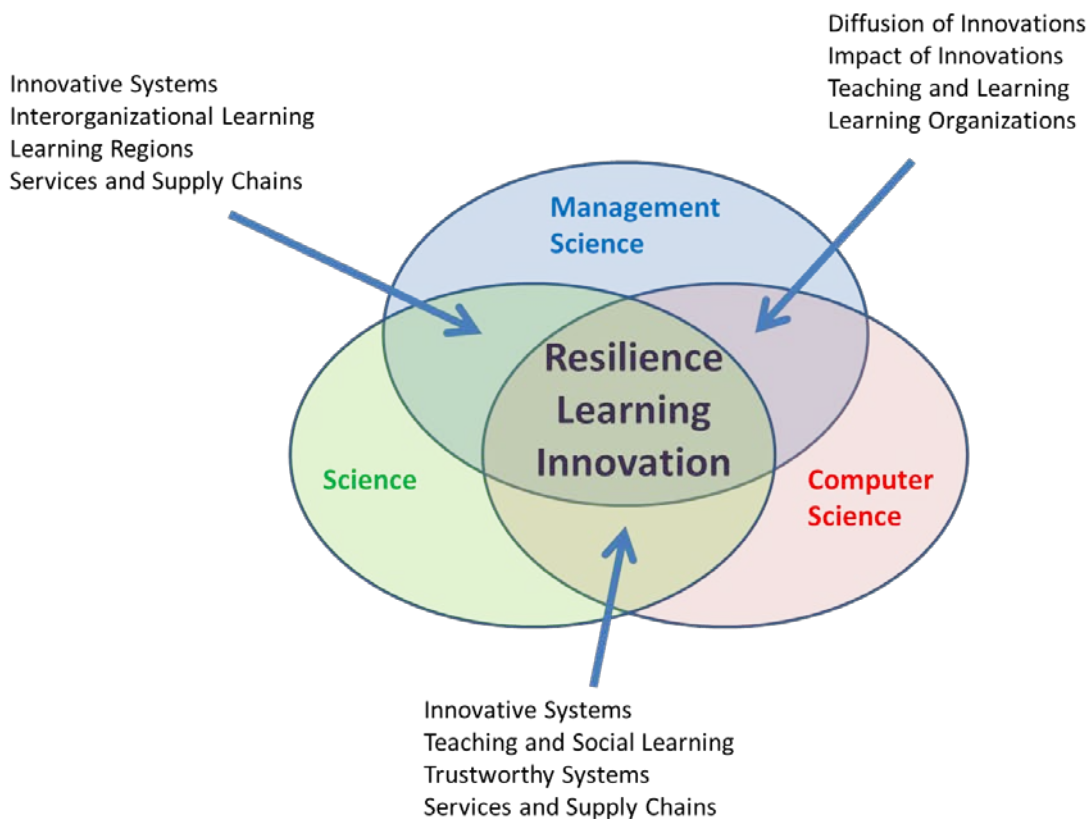 Diffusion of Innovations
Impact of Innovations
Teaching and Learning
Learning Organizations
Innovative Systems
Interorganizational Learning
Learning Regions
Services and Supply Chains
Management
Science
Resilience
Learning
Innovation
Science
Computer
Science
Innovative Systems
Teaching and Social Learning
Trustworthy Systems
Services and Supply Chains